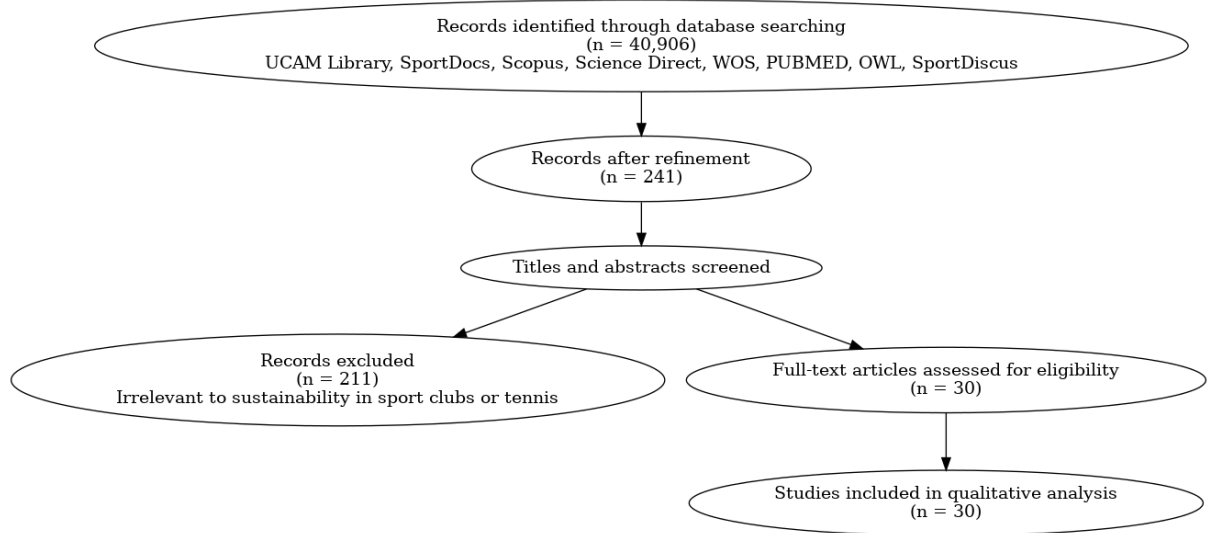 Records identified through database searching
(n = 40,906)
UCAM Library, SportDocs, Scopus, Science Direct, WOS, PUBMED, OWL, SportDiscus
Records after refinement
(n = 241)
Titles and abstracts screened
Records excluded
(n = 211)
Irrelevant to sustainability in sport clubs or tennis
Full-text articles assessed for eligibility
(n = 30)
Studies included in qualitative analysis
(n = 30)